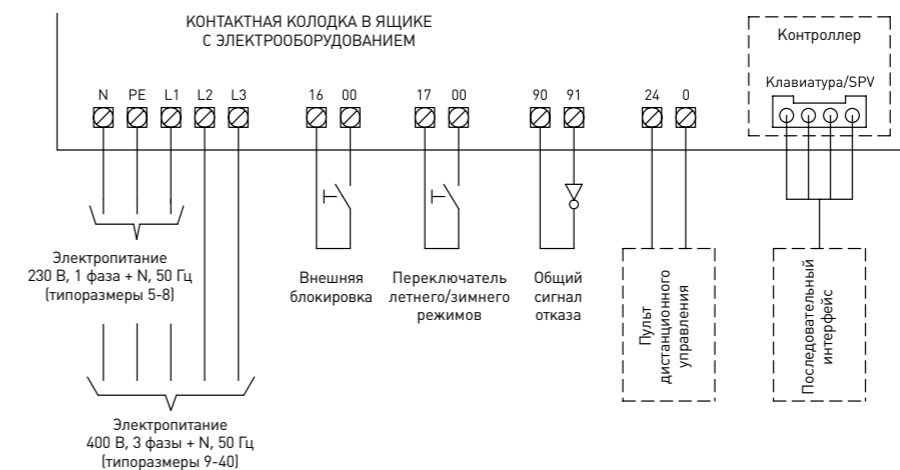 КОНТАКТНАЯ КОЛОДКА В ЯЩИКЕ
С ЭЛЕКТРООБОРУДОВАНИЕМ
Контроллер
Клавиатура/SPV
N PE L1 L2 L3 16 00 17 00 90 91 24 0
Электропитание
230 В, 1 фаза + N, 50 Гц
(типоразмеры 5-8)
Внешняя
блокировка
Переключатель
летнего/зимнего
режимов
Общий
сигнал
отказа
Пульт
дистанционного
управления
Последовательный
интерфейс
Электропитание
400 В, 3 фазы + N, 50 Гц
(типоразмеры 9-40)